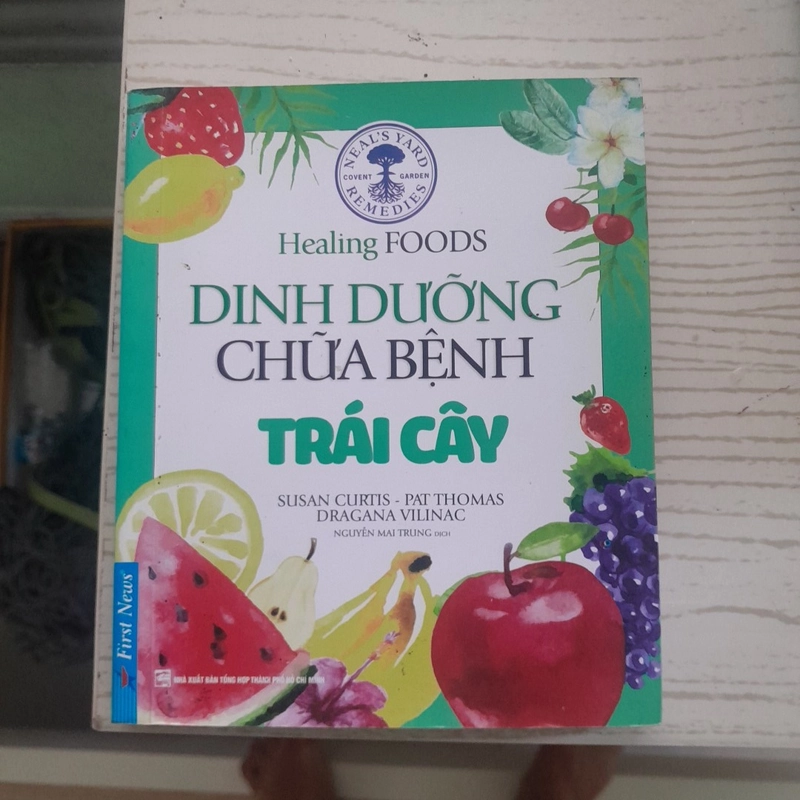 NEAL'S YARD
COVENT GARDEN
REMEDIES
Healing FOODS
DINH DƯỠNG
CHỮA BỆNH
TRÁI CÂY
SUSAN CURTIS - PAT THOMAS
DRAGANA VILINAC
NGUYỄN MAI TRUNG DỊCH
First News
NHÀ XUẤT BẢN TỔNG HỢP THÀNH PHỐ HỒ CHÍ MINH